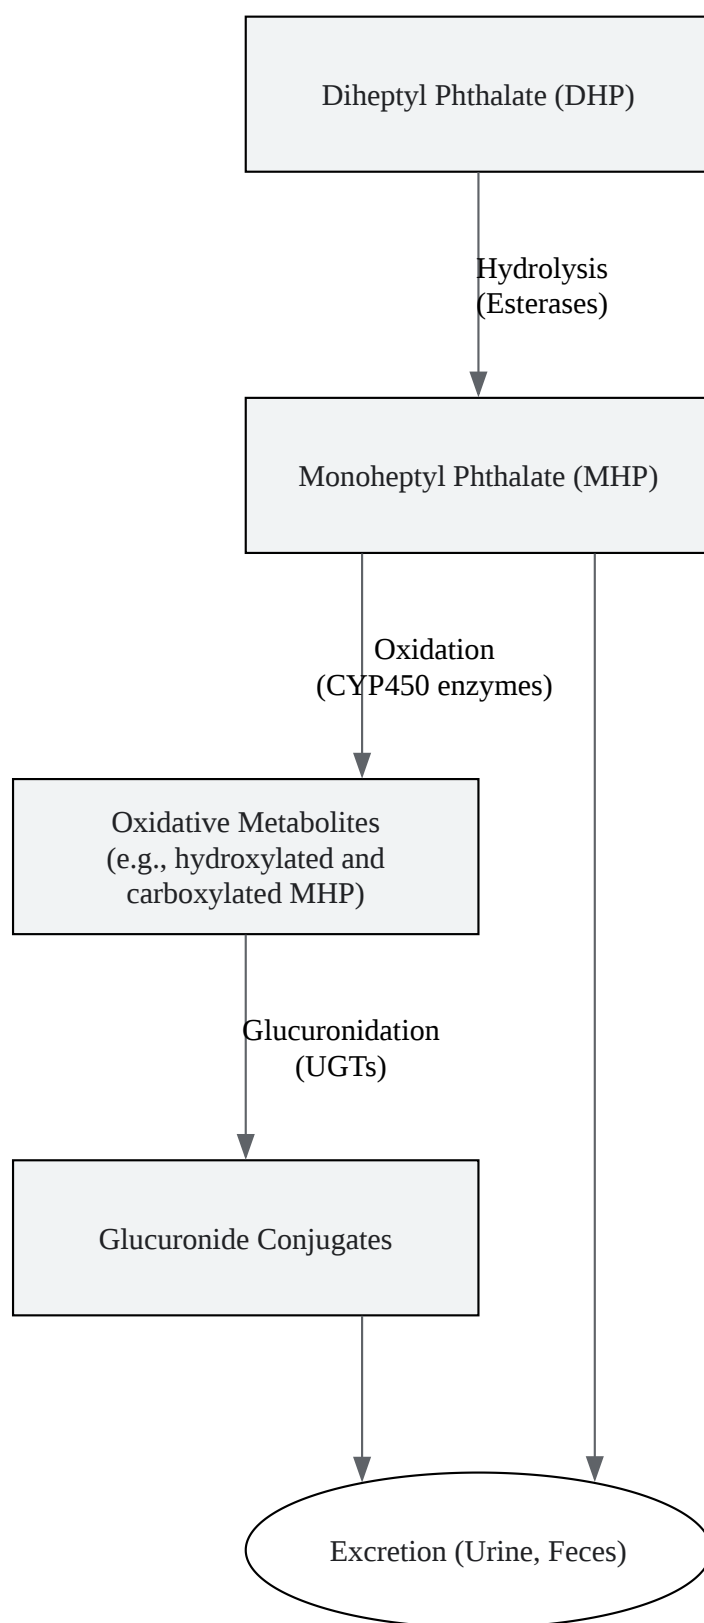 Diheptyl Phthalate (DHP)
Hydrolysis
(Esterases)
Monoheptyl Phthalate (MHP)
Oxidation
(CYP450 enzymes)
Oxidative Metabolites
(e.g., hydroxylated and
carboxylated MHP)
Glucuronidation
(UGTs)
Glucuronide Conjugates
Excretion (Urine, Feces)